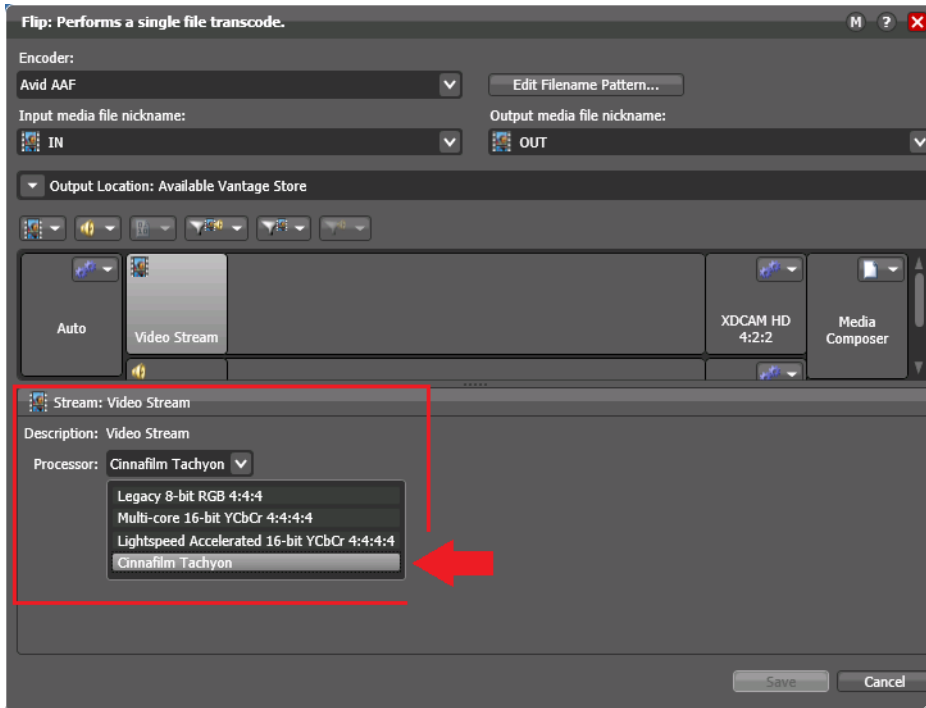 Flip: Performs a single file transcode.
M ? X
Encoder:
Avid AAF
Edit Filename Pattern...
Input media file nickname:
Output media file nickname:
IN
OUT
Output Location: Available Vantage Store
Auto
Video Stream
XDCAM HD
4:2:2
Media
Composer
Stream: Video Stream
Description: Video Stream
Processor: Cinnafilm Tachyon
Legacy 8-bit RGB 4:4:4
Multi-core 16-bit YCbCr 4:4:4:4
Lightspeed Accelerated 16-bit YCbCr 4:4:4:4
Cinnafilm Tachyon
Save
Cancel